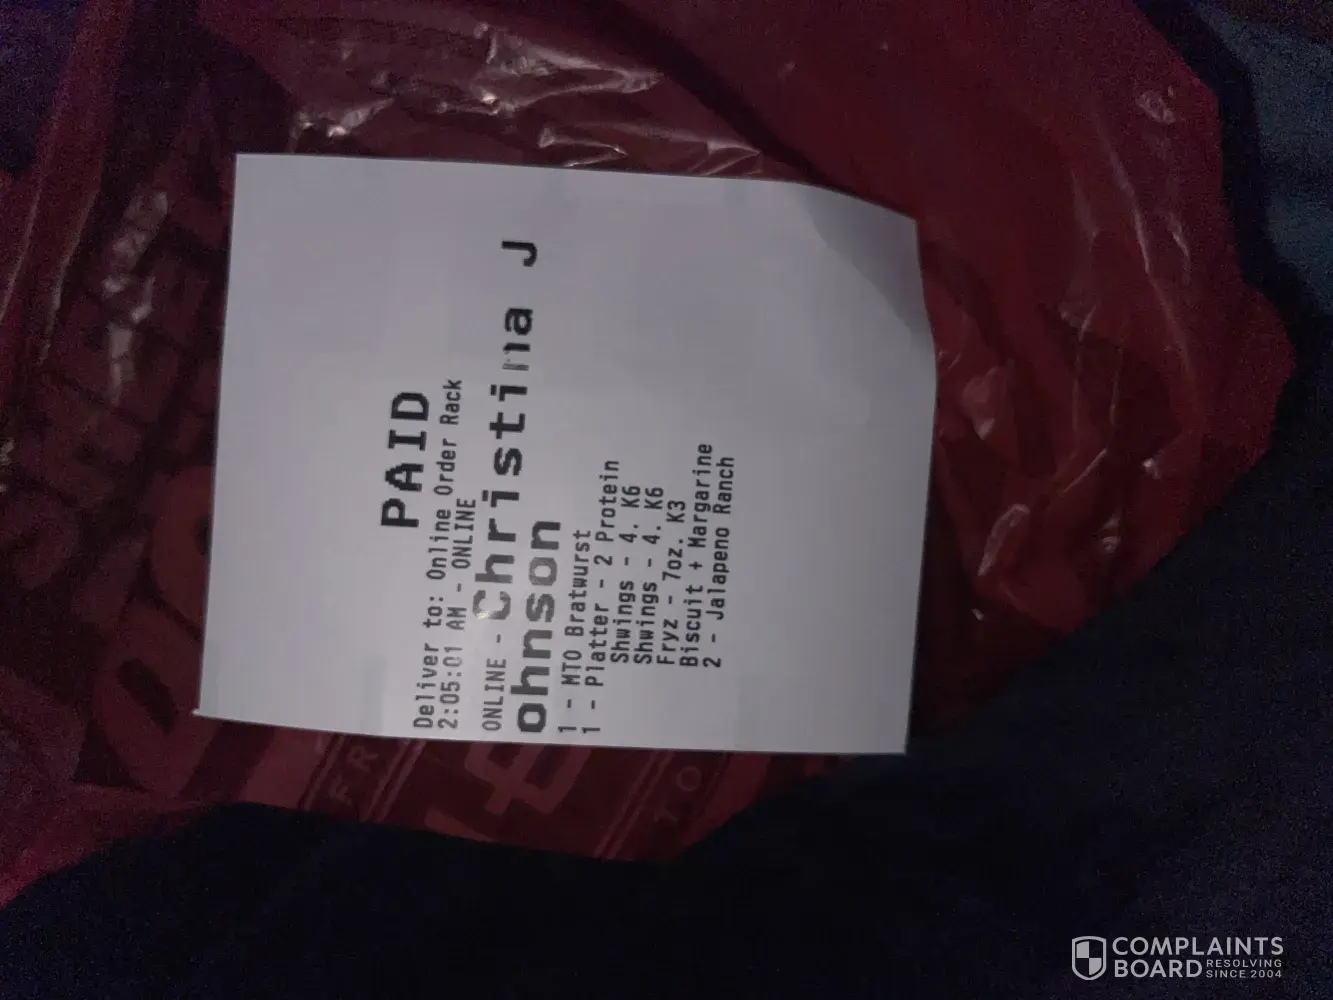 PAID
Deliver to: Online Order Rack
2:05:01 AM - ONLINE
ONLINE - Christina J
ohnson
1 - MTO Bratwurst
1 - Platter - 2 Protein
Shwings - 4. K6
Shwings - 4. K6
Fryz - 7oz. K3
Biscuit + Margarine
2 - Jalapeno Ranch
FR
TO
COMPLAINTS
BOARD RESOLVING
SINCE 2004